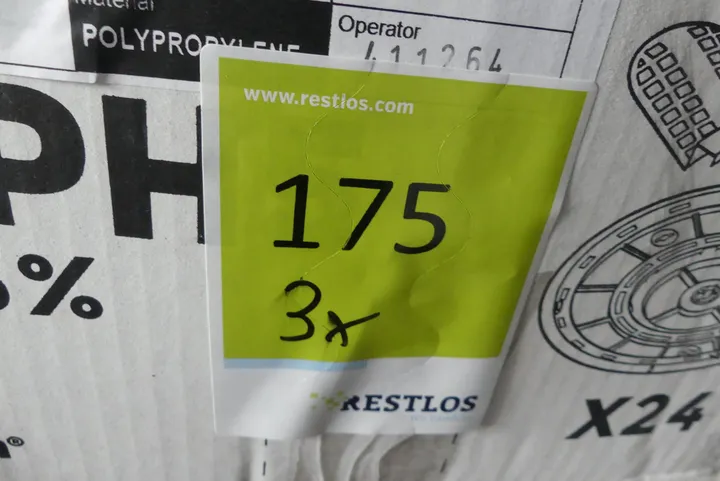 Material
POLYPROPYLENE
Operator
411264
www.restlos.com
PH
%
175
3x
RESTLOS
X24